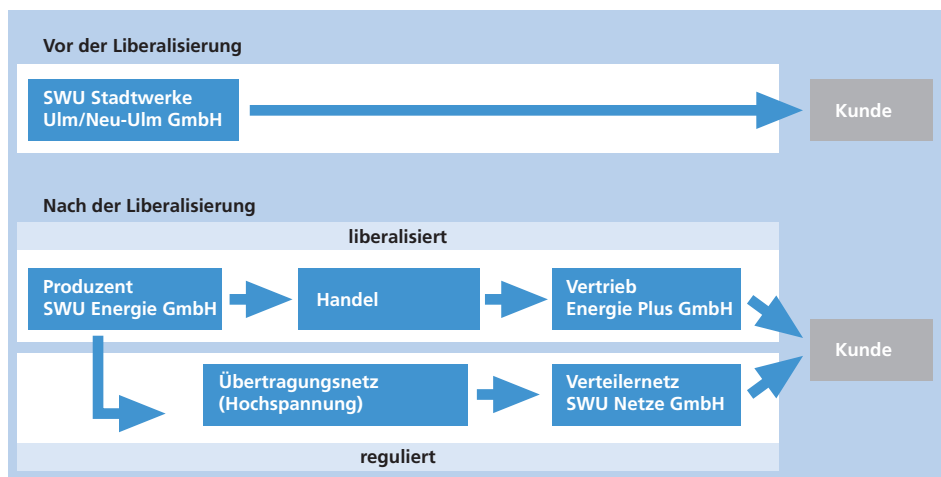 Vor der Liberalisierung
SWU Stadtwerke
Ulm/Neu-Ulm GmbH
Kunde
Nach der Liberalisierung
liberalisiert
Produzent
SWU Energie GmbH
Handel
Vertrieb
Energie Plus GmbH
Kunde
Übertragungsnetz
(Hochspannung)
Verteilernetz
SWU Netze GmbH
reguliert